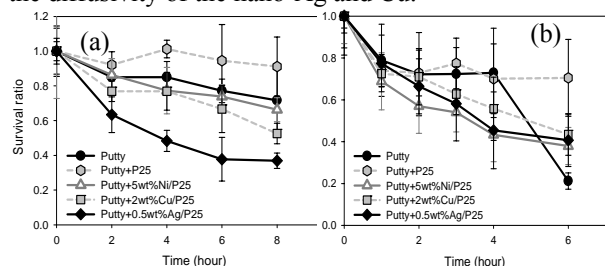 the diffusivity of the nano-Ag and Cu.
(a)
Survival ratio
1.2
1.0
0.8
0.6
0.4
0.2
0.0
Putty
Putty+P25
Putty+5wt%Ni/P25
Putty+2wt%Cu/P25
Putty+0.5wt%Ag/P25
0 2 4 6 8
Time (hour)
(b)
1.0
0.8
0.6
0.4
0.2
0.0
Putty
Putty+P25
Putty+5wt%Ni/P25
Putty+2wt%Cu/P25
Putty+0.5wt%Ag/P25
0 2 4 6
Time (hour)